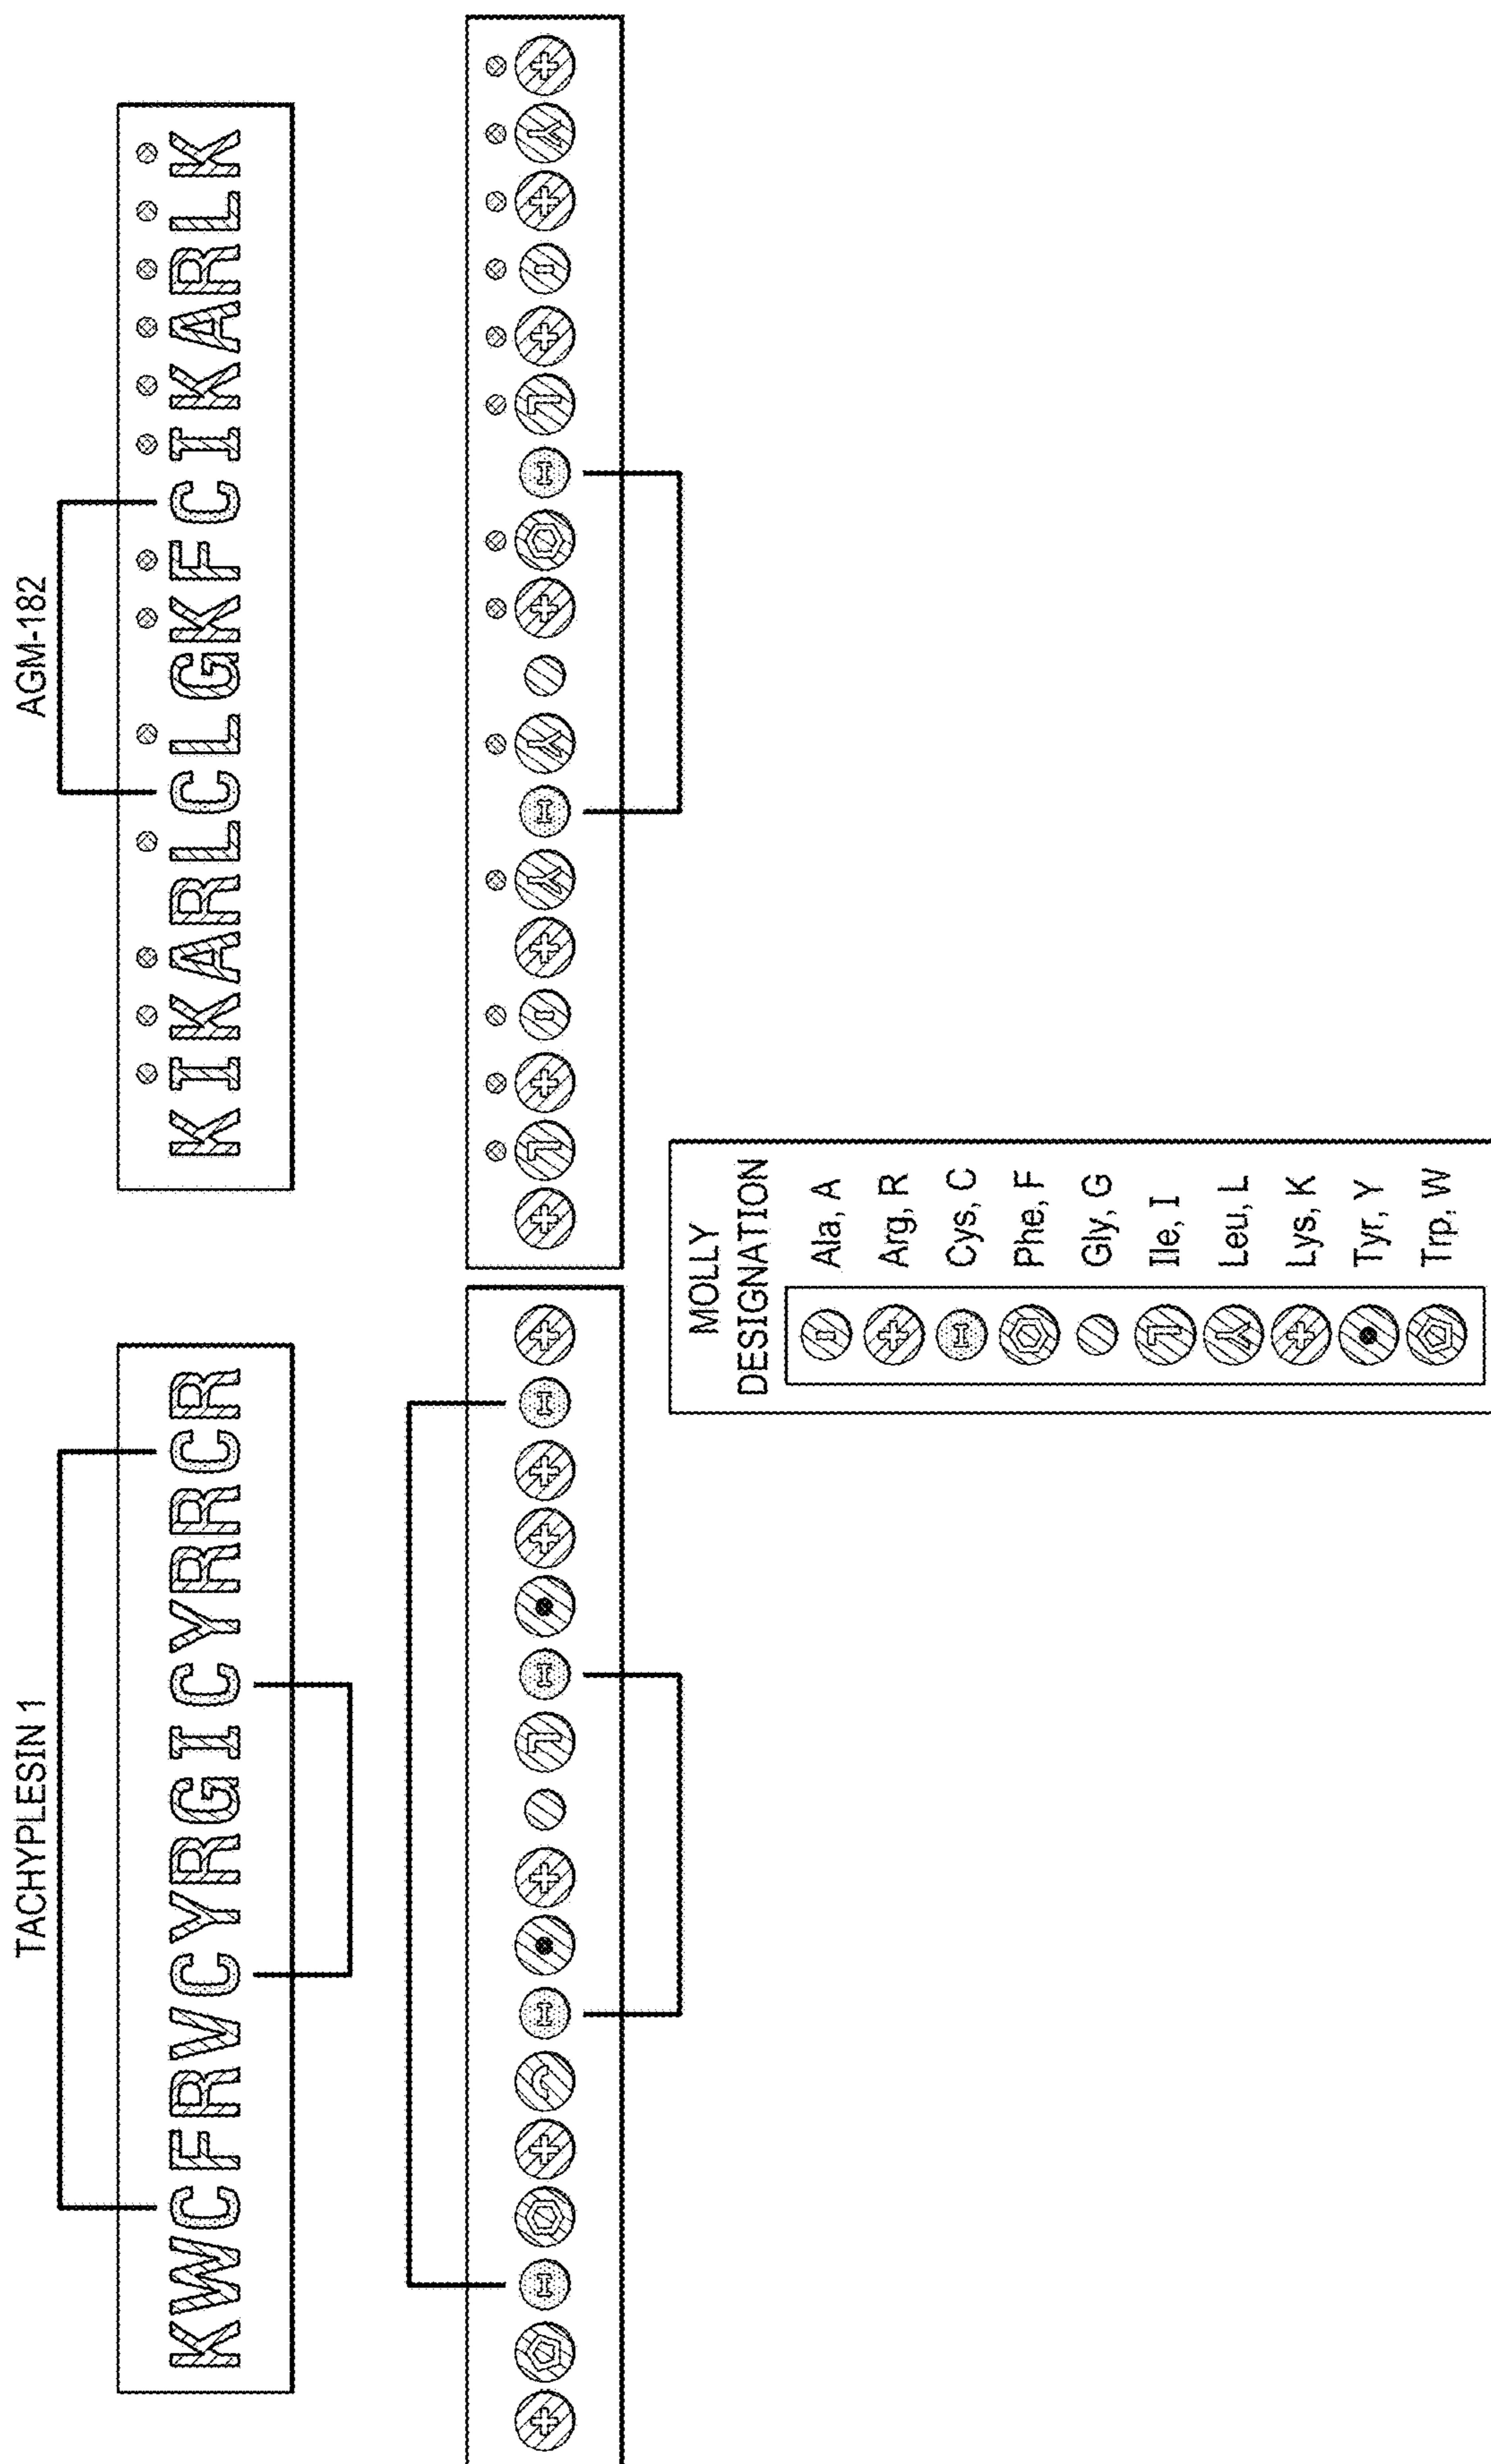 TACHYPLESIN 1
AGM-182
KWCFRVCYRGICYRRCR
KIKARLCLGKFCIKARLK
MOLLY
DESIGNATION
Ala, A
Arg, R
Cys, C
Phe, F
Gly, G
Ile, I
Leu, L
Lys, K
Tyr, Y
Trp, W